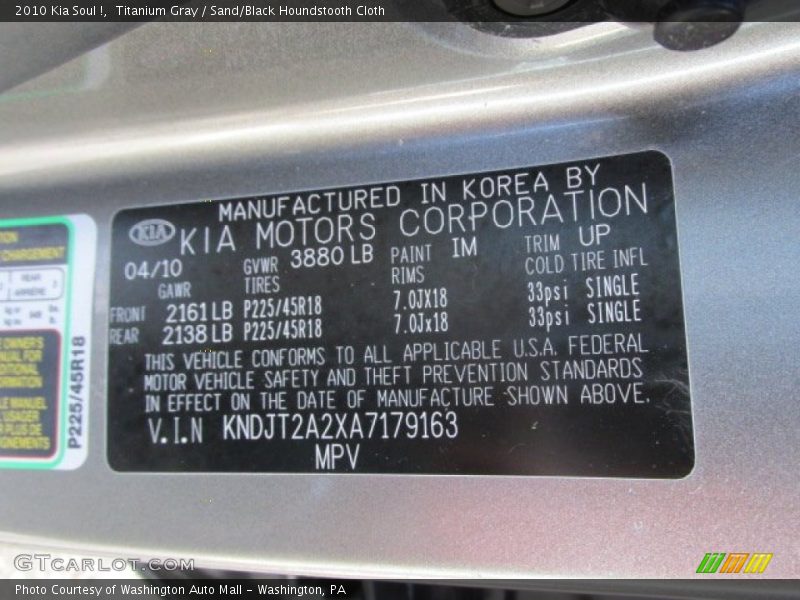 2010 Kia Soul !, Titanium Gray / Sand/Black Houndstooth Cloth
MANUFACTURED IN KOREA BY
KIA KIA MOTORS CORPORATION
04/10 GVWR 3880 LB PAINT IM TRIM UP
GAWR TIRES RIMS COLD TIRE INFL
FRONT 2161 LB P225/45R18 7.0JX18 33psi SINGLE
REAR 2138 LB P225/45R18 7.0Jx18 33psi SINGLE
THIS VEHICLE CONFORMS TO ALL APPLICABLE U.S.A. FEDERAL
MOTOR VEHICLE SAFETY AND THEFT PREVENTION STANDARDS
IN EFFECT ON THE DATE OF MANUFACTURE SHOWN ABOVE.
V.I.N KNDJT2A2XA7179163
MPV
P225/45R18
GTCARLOT.COM
Photo Courtesy of Washington Auto Mall - Washington, PA